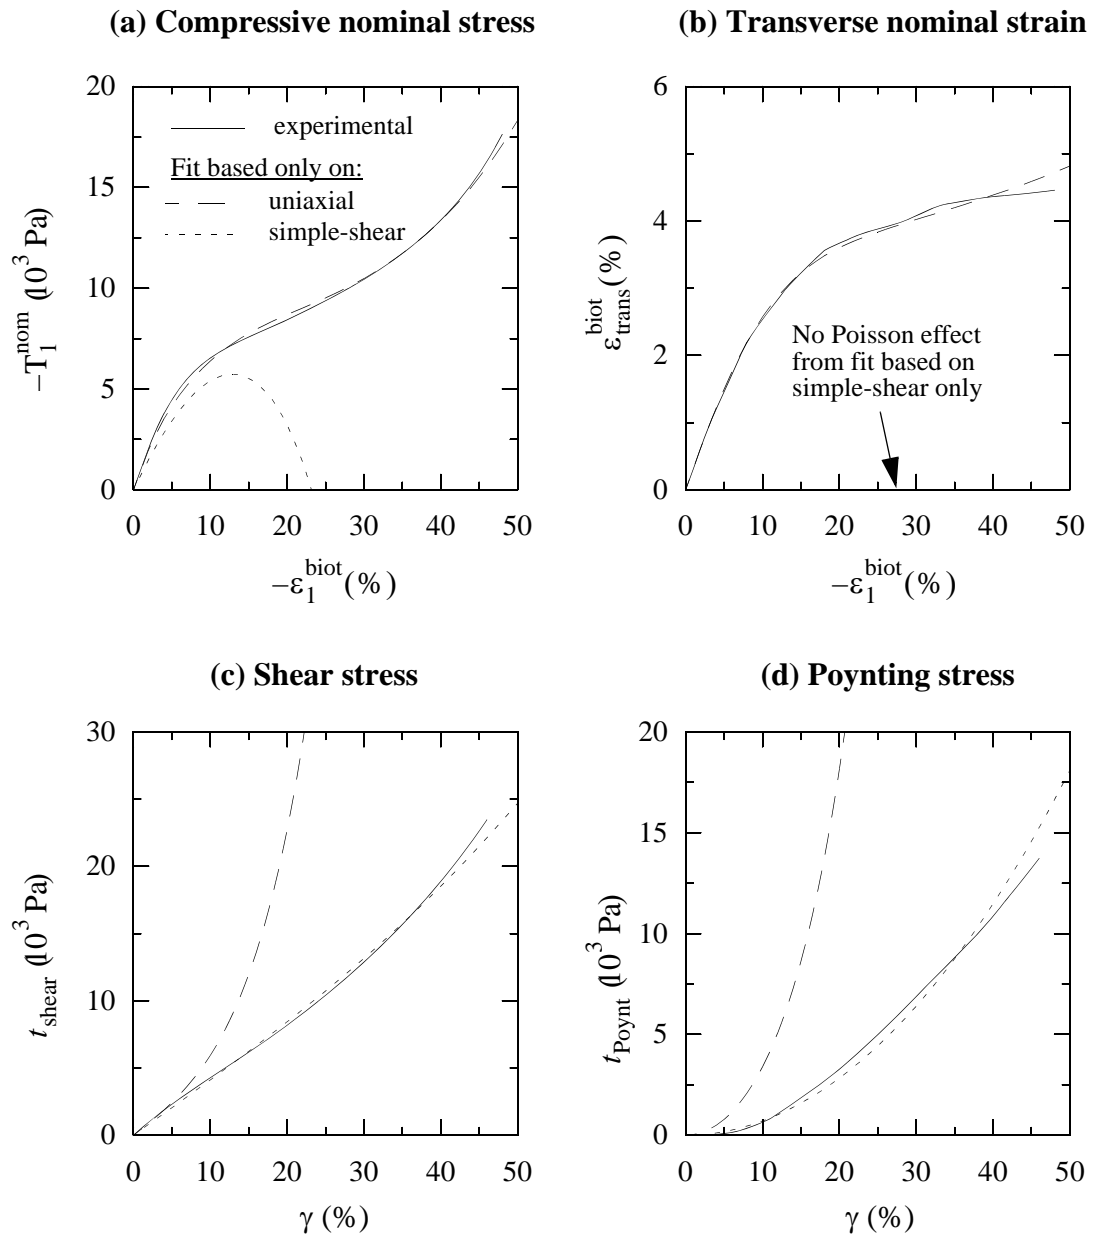 (a) Compressive nominal stress
(b) Transverse nominal strain
20
15
10
5
0
0 10 20 30 40 50
experimental
Fit based only on:
uniaxial
simple-shear
−T₁ⁿᵒᵐ (10³ Pa)
−ε₁ᵇⁱᵒᵗ (%)
6
4
2
0
0 10 20 30 40 50
No Poisson effect
from fit based on
simple-shear only
ε_trans^biot (%)
−ε₁ᵇⁱᵒᵗ (%)
(c) Shear stress
(d) Poynting stress
30
20
10
0
0 10 20 30 40 50
t_shear (10³ Pa)
γ (%)
20
15
10
5
0
0 10 20 30 40 50
t_Poynt (10³ Pa)
γ (%)